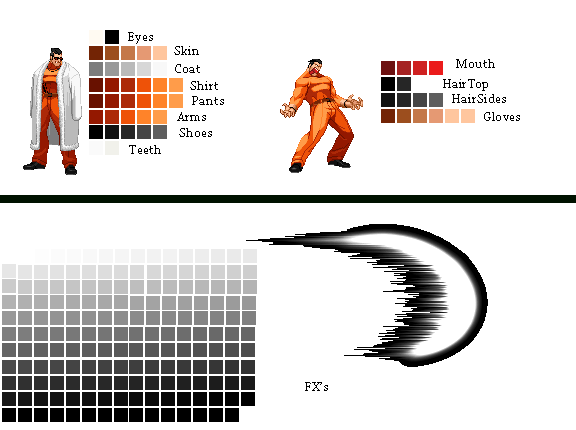 Eyes
Skin
Coat
Shirt
Pants
Arms
Shoes
Teeth
Mouth
HairTop
HairSides
Gloves
FX's